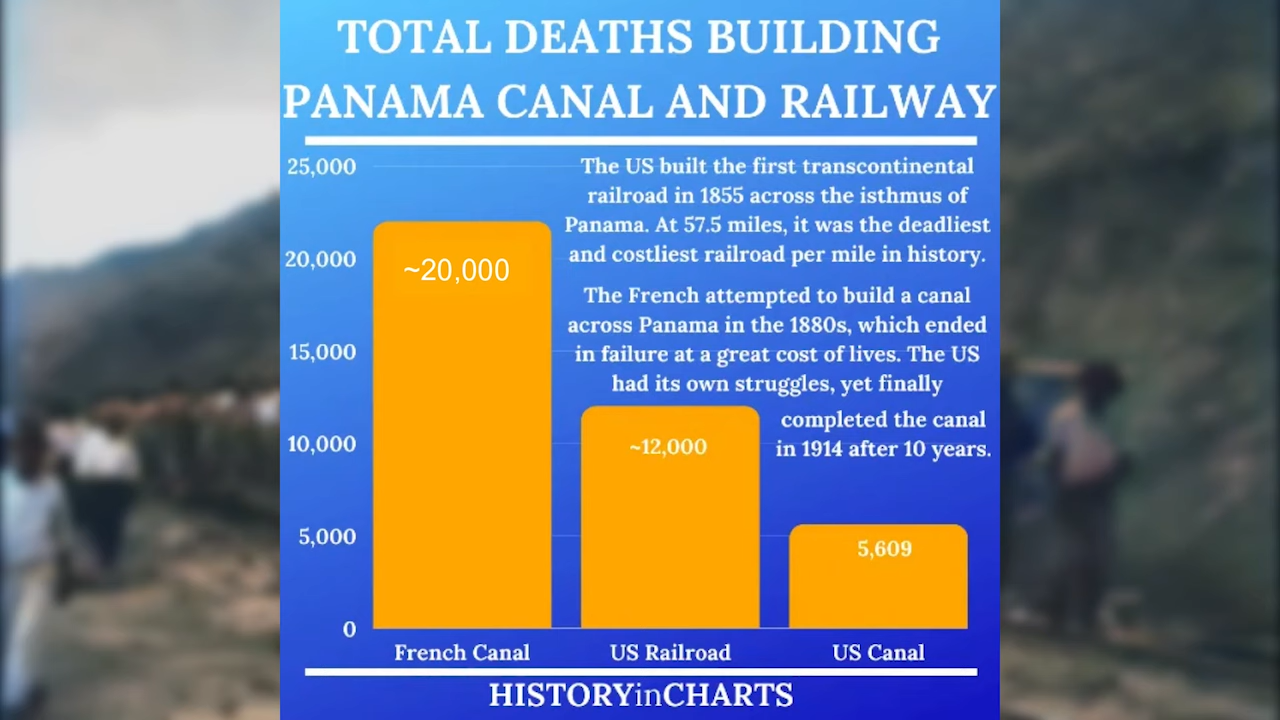 TOTAL DEATHS BUILDING
PANAMA CANAL AND RAILWAY
25,000
20,000
15,000
10,000
5,000
0
The US built the first transcontinental
railroad in 1855 across the isthmus of
Panama. At 57.5 miles, it was the deadliest
and costliest railroad per mile in history.
The French attempted to build a canal
across Panama in the 1880s, which ended
in failure at a great cost of lives. The US
had its own struggles, yet finally
completed the canal
in 1914 after 10 years.
~20,000
~12,000
5,609
French Canal
US Railroad
US Canal
HISTORYinCHARTS